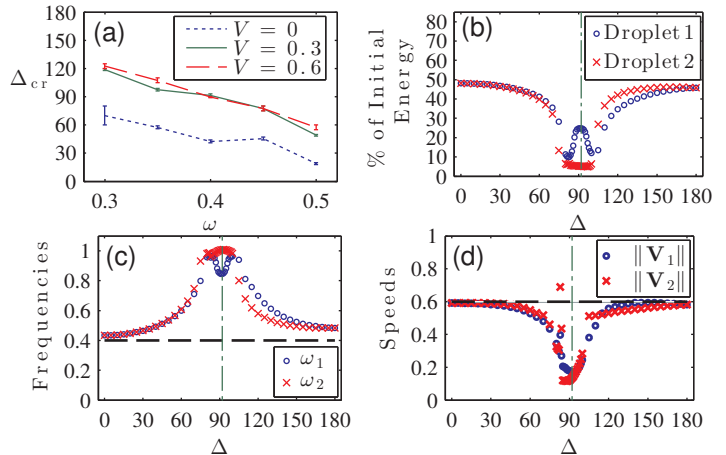 (a)
V = 0
V = 0.3
V = 0.6
Δcr
180
150
120
90
60
30
0
0.3 0.4 0.5
ω
(b)
Droplet1
Droplet2
% of Initial
Energy
80
70
60
50
40
30
20
10
0
0 30 60 90 120 150 180
Δ
(c)
ω1
ω2
Frequencies
1
0.8
0.6
0.4
0.2
0
0 30 60 90 120 150 180
Δ
(d)
‖V1‖
‖V2‖
Speeds
1
0.8
0.6
0.4
0.2
0
0 30 60 90 120 150 180
Δ